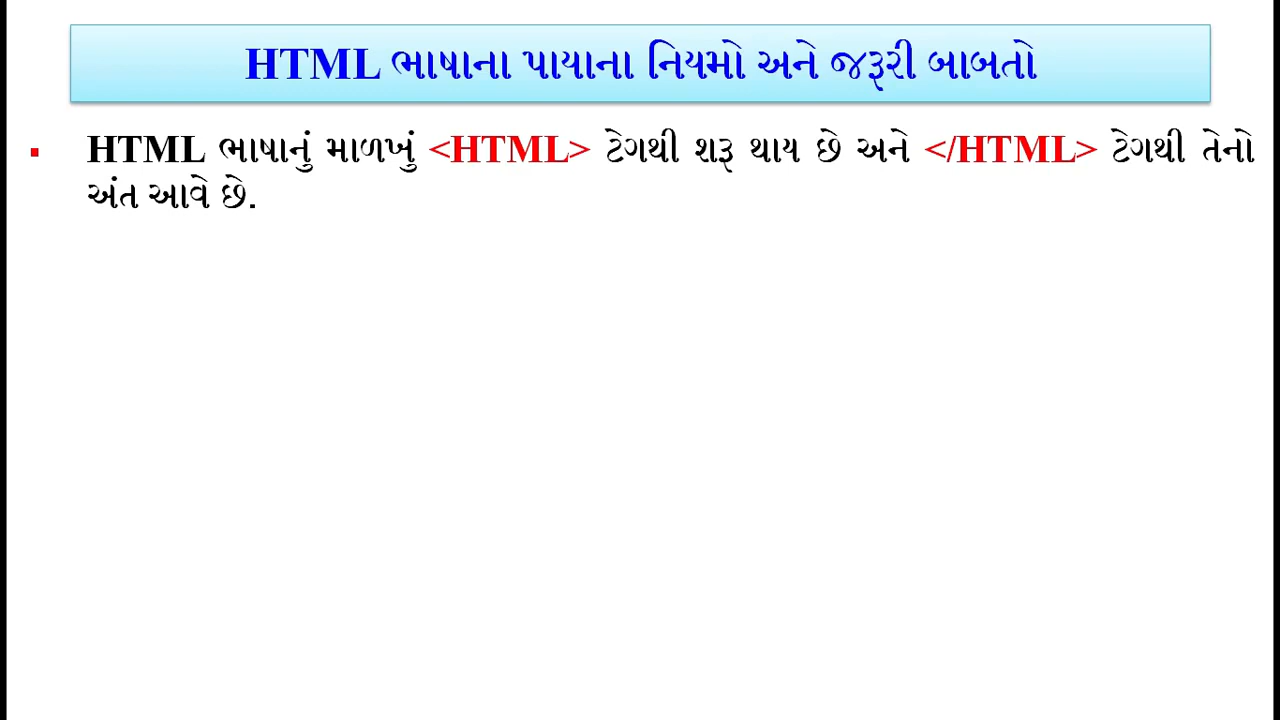 HTML ભાષાના પાયાના નિયમો અને જરૂરી બાબતો
▪ HTML ભાષાનું માળખું <HTML> ટેગથી શરૂ થાય છે અને </HTML> ટેગથી તેનો
અંત આવે છે.